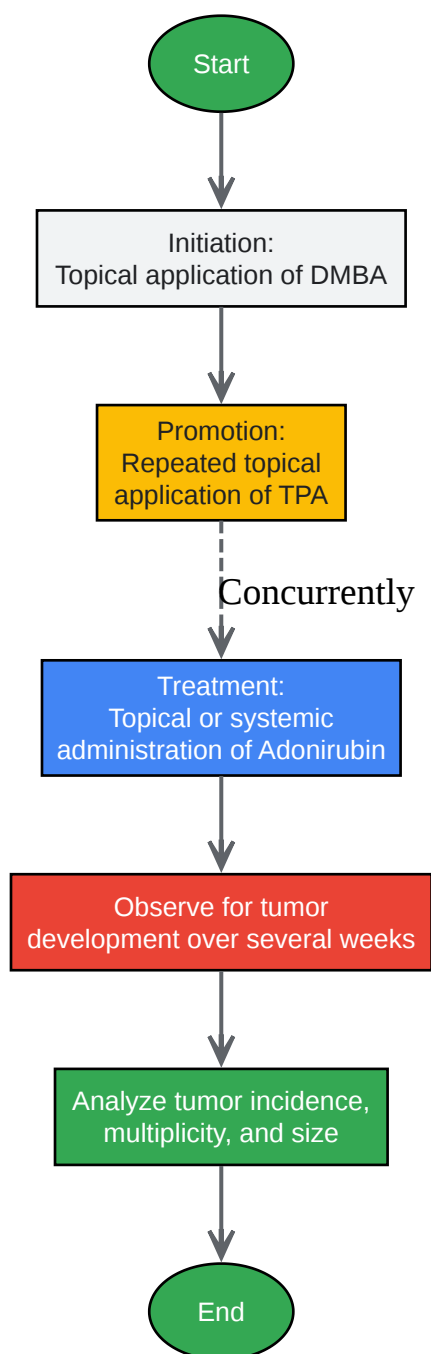 Start
Initiation:
Topical application of DMBA
Promotion:
Repeated topical
application of TPA
Concurrently
Treatment:
Topical or systemic
administration of Adonirubin
Observe for tumor
development over several weeks
Analyze tumor incidence,
multiplicity, and size
End